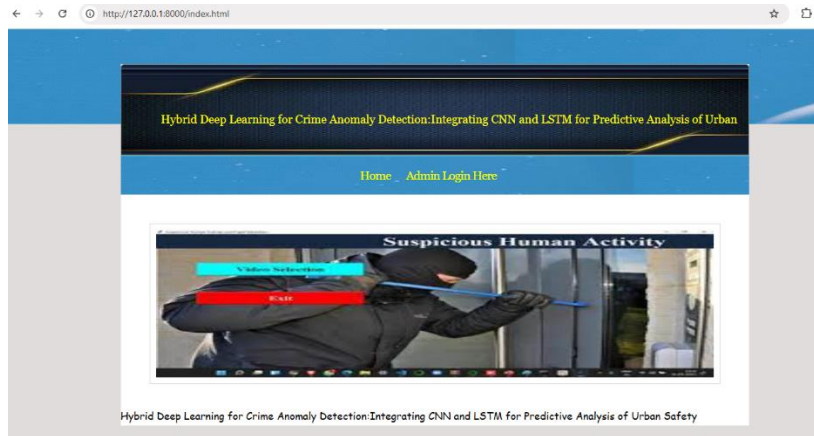 http://127.0.0.1:8000/index.html
Hybrid Deep Learning for Crime Anomaly Detection:Integrating CNN and LSTM for Predictive Analysis of Urban
Home Admin Login Here
Suspicious Human Activity
Video Selection
Exit
Hybrid Deep Learning for Crime Anomaly Detection:Integrating CNN and LSTM for Predictive Analysis of Urban Safety